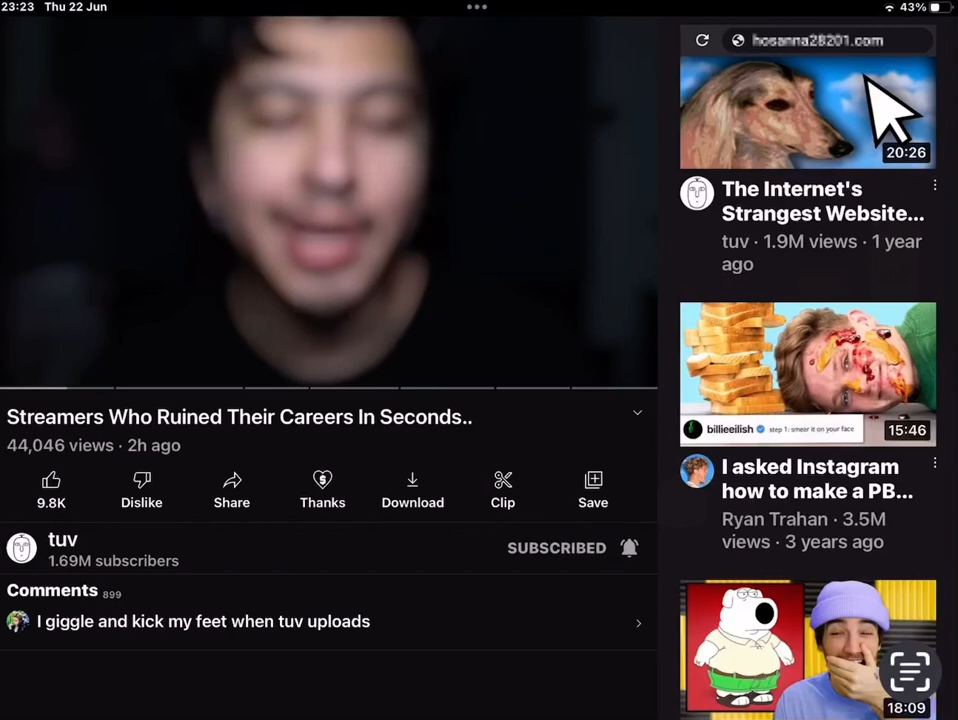 23:23 Thu 22 Jun
43%
Streamers Who Ruined Their Careers In Seconds..
44,046 views · 2h ago
9.8K
Dislike
Share
Thanks
Download
Clip
Save
tuv
1.69M subscribers
SUBSCRIBED
Comments 899
I giggle and kick my feet when tuv uploads
hosanna28201.com
20:26
The Internet's
Strangest Website...
tuv · 1.9M views · 1 year
ago
billieeilish step 1: smear it on your face
15:46
I asked Instagram
how to make a PB...
Ryan Trahan · 3.5M
views · 3 years ago
18:09